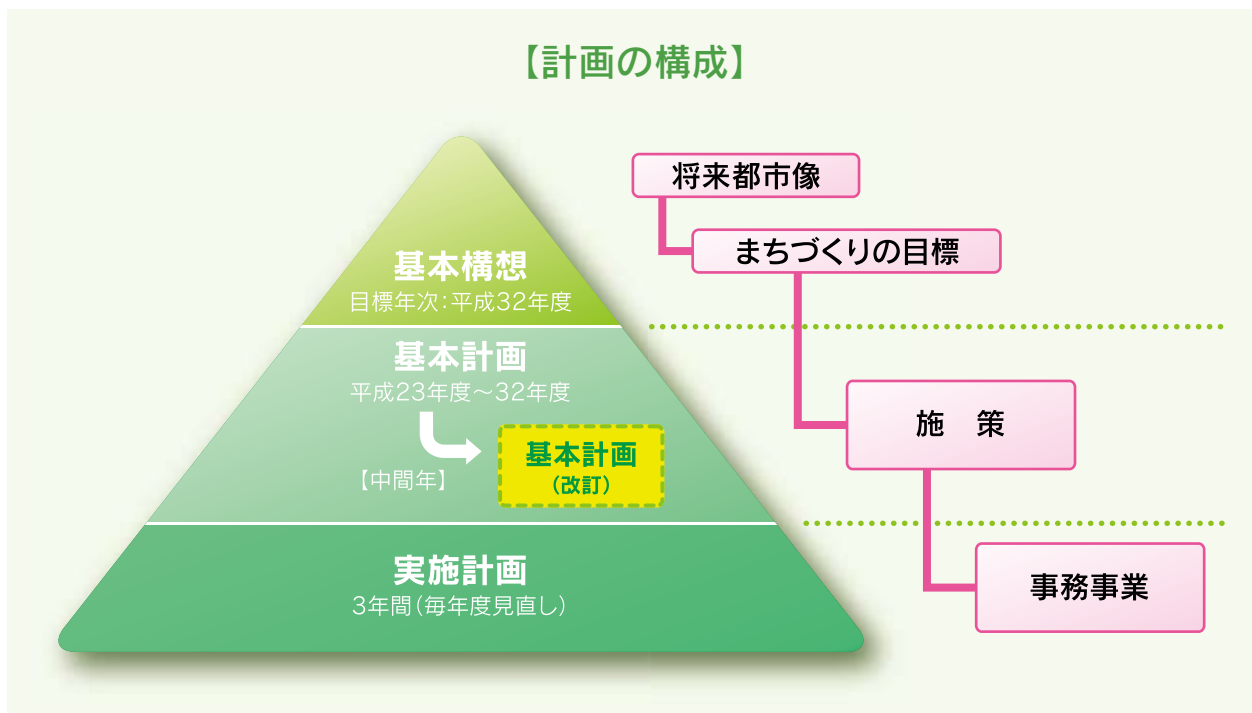 【計画の構成】
基本構想
目標年次：平成32年度
基本計画
平成23年度～32年度
【中間年】
基本計画
（改訂）
実施計画
3年間（毎年度見直し）
将来都市像
まちづくりの目標
施　策
事務事業